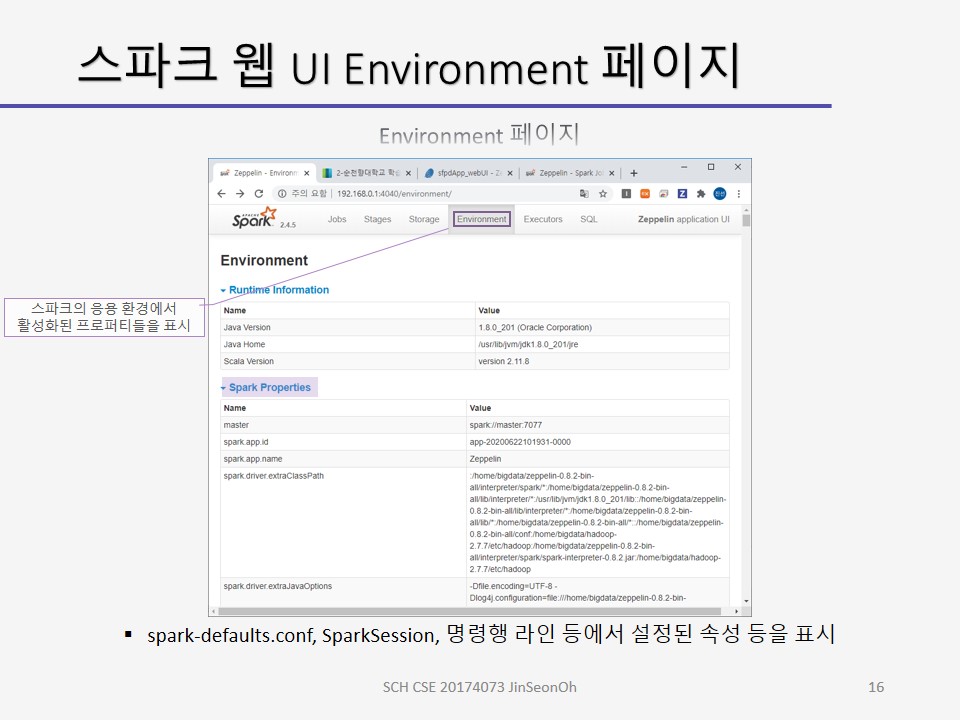 스파크 웹 UI Environment 페이지
Environment 페이지
Zeppelin - Environm
2-순천향대학교 학습
sfpdApp_webUI - Z
Zeppelin - Spark Jo
주의 요함 | 192.168.0.1:4040/environment/
APACHE Spark 2.4.5 Jobs Stages Storage Environment Executors SQL Zeppelin application UI
Environment
스파크의 응용 환경에서
활성화된 프로퍼티들을 표시
Runtime Information
Name Value
Java Version 1.8.0_201 (Oracle Corporation)
Java Home /usr/lib/jvm/jdk1.8.0_201/jre
Scala Version version 2.11.8
Spark Properties
Name Value
master spark://master:7077
spark.app.id app-20200622101931-0000
spark.app.name Zeppelin
spark.driver.extraClassPath :/home/bigdata/zeppelin-0.8.2-bin-
all/interpreter/spark/*:/home/bigdata/zeppelin-0.8.2-bin-
all/lib/interpreter/*:/usr/lib/jvm/jdk1.8.0_201/lib::/home/bigdata/zeppelin-
0.8.2-bin-all/lib/interpreter/*:/home/bigdata/zeppelin-0.8.2-bin-
all/lib/*:/home/bigdata/zeppelin-0.8.2-bin-all/*::/home/bigdata/zeppelin-
0.8.2-bin-all/conf:/home/bigdata/hadoop-
2.7.7/etc/hadoop:/home/bigdata/zeppelin-0.8.2-bin-
all/interpreter/spark/spark-interpreter-0.8.2.jar:/home/bigdata/hadoop-
2.7.7/etc/hadoop
spark.driver.extraJavaOptions -Dfile.encoding=UTF-8 -
Dlog4j.configuration=file:///home/bigdata/zeppelin-0.8.2-bin-
▪ spark-defaults.conf, SparkSession, 명령행 라인 등에서 설정된 속성 등을 표시
SCH CSE 20174073 JinSeonOh
16